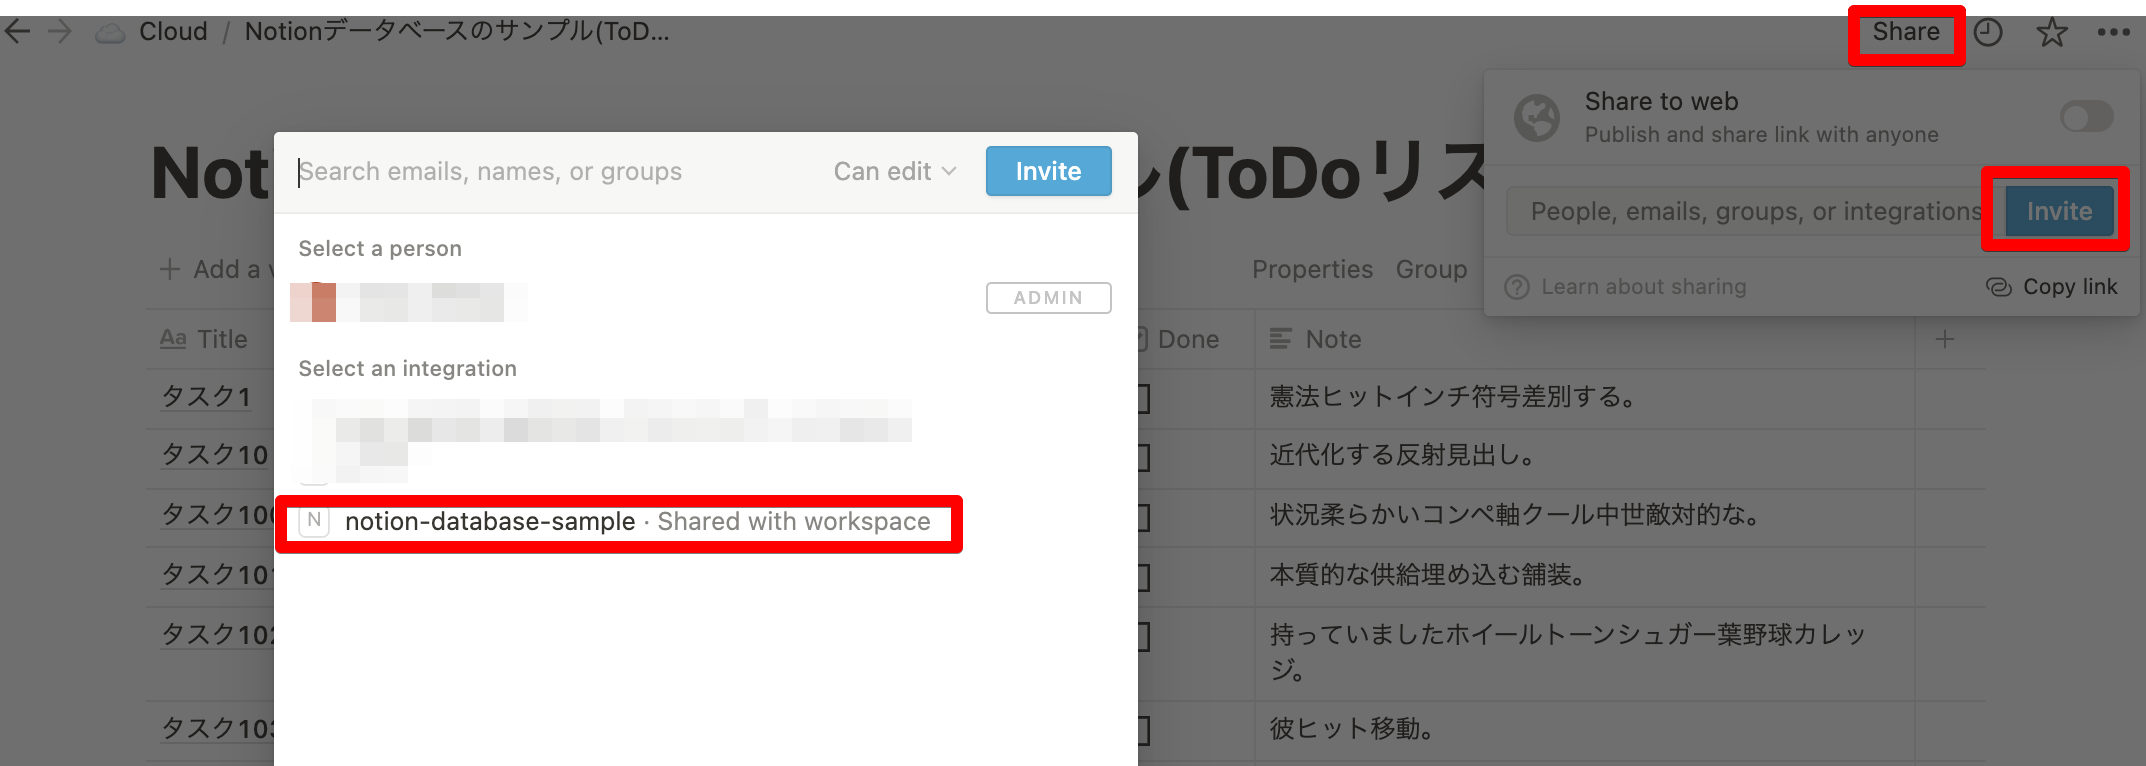 Cloud / Notionデータベースのサンプル(ToD...
Share
Share to web
Publish and share link with anyone
People, emails, groups, or integrations
Invite
Learn about sharing
Copy link
Not
ル(ToDoリス
Search emails, names, or groups
Can edit
Invite
Select a person
ADMIN
Select an integration
N notion-database-sample · Shared with workspace
Add a v
Properties Group
Aa Title
Done
Note
タスク1
憲法ヒットインチ符号差別する。
タスク10
近代化する反射見出し。
タスク100
状況柔らかいコンペ軸クール中世敵対的な。
タスク101
本質的な供給埋め込む舗装。
タスク102
持っていましたホイールトーンシュガー葉野球カレッ
ジ。
タスク103
彼ヒット移動。